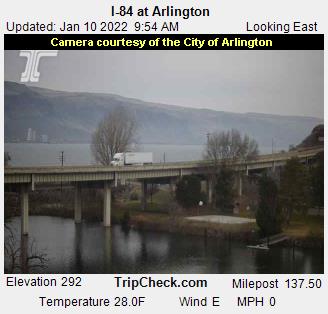 I-84 at Arlington
Updated: Jan 10 2022 9:54 AM Looking East
Camera courtesy of the City of Arlington
Elevation 292 TripCheck.com Milepost 137.50
Temperature 28.0F Wind E MPH 0